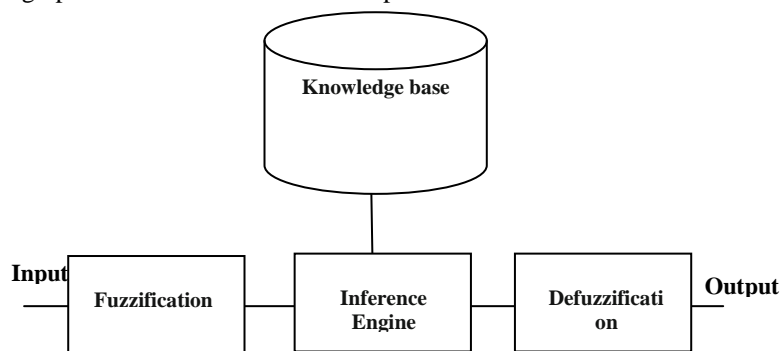 Knowledge base
Input
Fuzzification
Inference
Engine
Defuzzificati
on
Output